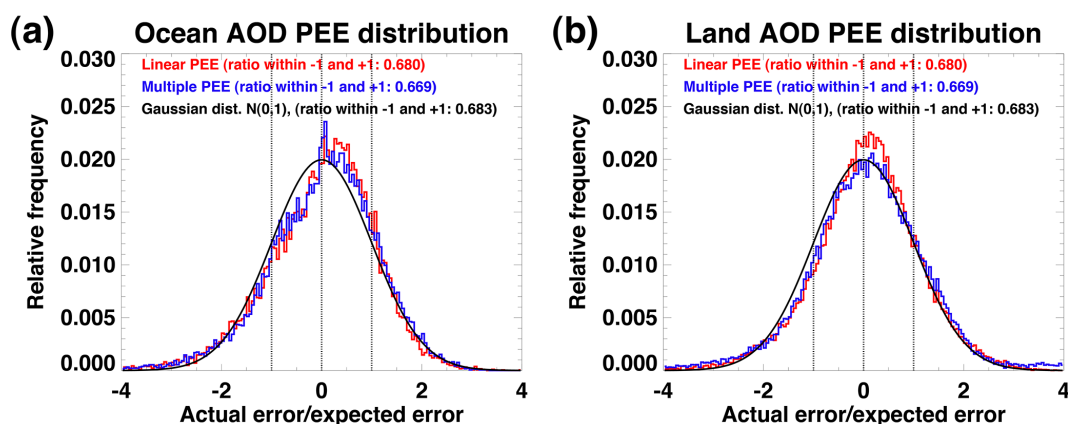 (a) Ocean AOD PEE distribution
Linear PEE (ratio within -1 and +1: 0.680)
Multiple PEE (ratio within -1 and +1: 0.669)
Gaussian dist. N(0,1), (ratio within -1 and +1: 0.683)
Relative frequency
0.030
0.025
0.020
0.015
0.010
0.005
0.000
-4 -2 0 2 4
Actual error/expected error
(b) Land AOD PEE distribution
Linear PEE (ratio within -1 and +1: 0.680)
Multiple PEE (ratio within -1 and +1: 0.669)
Gaussian dist. N(0,1), (ratio within -1 and +1: 0.683)
Relative frequency
0.030
0.025
0.020
0.015
0.010
0.005
0.000
-4 -2 0 2 4
Actual error/expected error